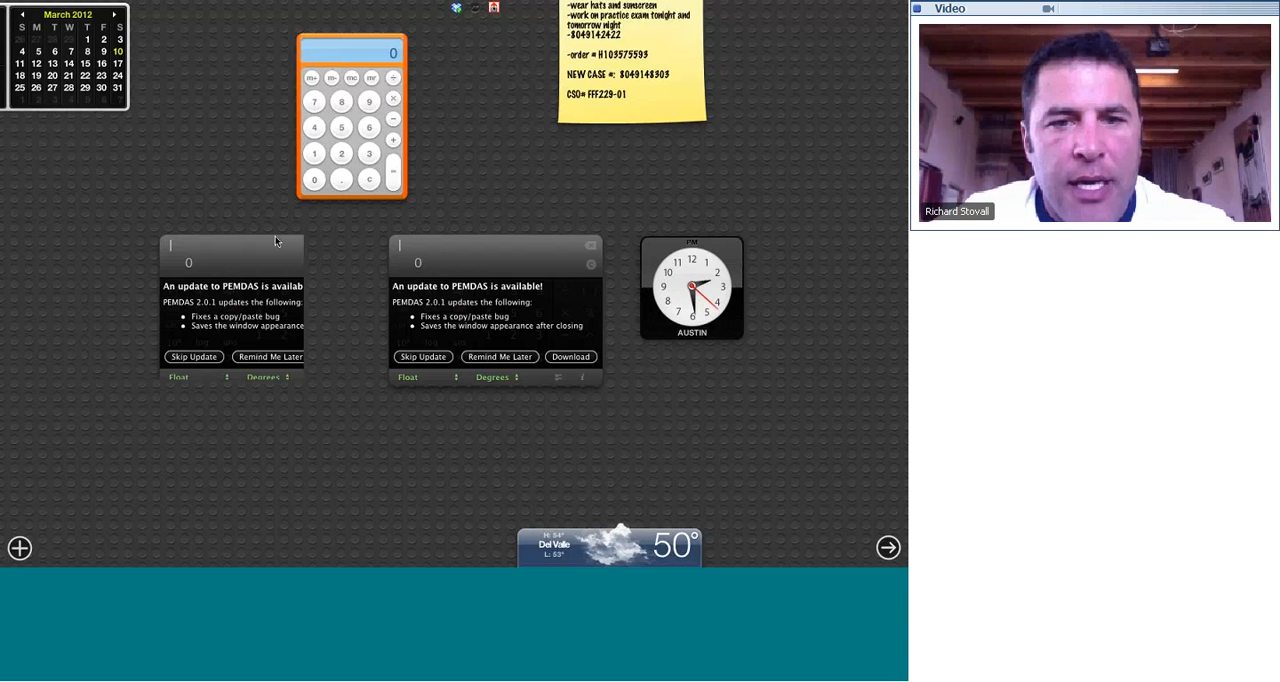 March 2012
S M T W T F S
26 27 28 29 1 2 3
4 5 6 7 8 9 10
11 12 13 14 15 16 17
18 19 20 21 22 23 24
25 26 27 28 29 30 31
0
m+ m- mc mr ÷
7 8 9 ×
4 5 6 −
+
1 2 3
0 . c =
-wear hats and sunscreen
-work on practice exam tonight and
tomorrow night
-8049142422
-order # H103575593
NEW CASE #: 8049148303
CSO# FFF229-01
Video
Richard Stovall
0
An update to PEMDAS is availab
PEMDAS 2.0.1 updates the following:
• Fixes a copy/paste bug
• Saves the window appearance
Skip Update Remind Me Later
Float Degrees
0
An update to PEMDAS is available!
PEMDAS 2.0.1 updates the following:
• Fixes a copy/paste bug
• Saves the window appearance after closing
Skip Update Remind Me Later Download
Float Degrees
PM
12 1 2 3 4 5 6 7 8 9 10 11
AUSTIN
H: 54°
Del Valle
L: 53°
50°